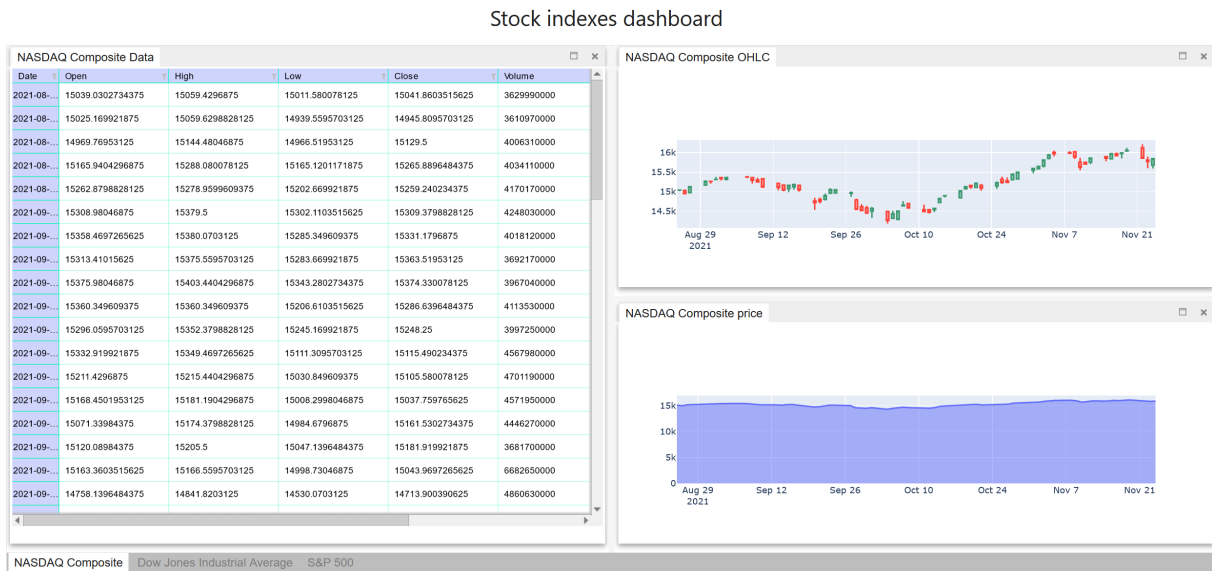 Stock indexes dashboard
NASDAQ Composite Data
Date Open High Low Close Volume
2021-08-... 15039.0302734375 15059.4296875 15011.580078125 15041.8603515625 3629990000
2021-08-... 15025.169921875 15059.6298828125 14939.5595703125 14945.8095703125 3610970000
2021-08-... 14969.76953125 15144.48046875 14966.51953125 15129.5 4006310000
2021-08-... 15165.9404296875 15288.080078125 15165.1201171875 15265.8896484375 4034110000
2021-08-... 15262.8798828125 15278.9599609375 15202.669921875 15259.240234375 4170170000
2021-09-... 15308.98046875 15379.5 15302.1103515625 15309.3798828125 4248030000
2021-09-... 15358.4697265625 15380.0703125 15285.349609375 15331.1796875 4018120000
2021-09-... 15313.41015625 15375.5595703125 15283.669921875 15363.51953125 3692170000
2021-09-... 15375.98046875 15403.4404296875 15343.2802734375 15374.330078125 3967040000
2021-09-... 15360.349609375 15360.349609375 15206.6103515625 15286.6396484375 4113530000
2021-09-... 15296.0595703125 15352.3798828125 15245.169921875 15248.25 3997250000
2021-09-... 15332.919921875 15349.4697265625 15111.3095703125 15115.490234375 4567980000
2021-09-... 15211.4296875 15215.4404296875 15030.849609375 15105.580078125 4701190000
2021-09-... 15168.4501953125 15181.1904296875 15008.2998046875 15037.759765625 4571950000
2021-09-... 15071.33984375 15174.3798828125 14984.6796875 15161.5302734375 4446270000
2021-09-... 15120.08984375 15205.5 15047.1396484375 15181.919921875 3681700000
2021-09-... 15163.3603515625 15166.5595703125 14998.73046875 15043.9697265625 6682650000
2021-09-... 14758.1396484375 14841.8203125 14530.0703125 14713.900390625 4860630000
NASDAQ Composite OHLC
16k
15.5k
15k
14.5k
Aug 29 Sep 12 Sep 26 Oct 10 Oct 24 Nov 7 Nov 21
2021
NASDAQ Composite price
15k
10k
5k
0
Aug 29 Sep 12 Sep 26 Oct 10 Oct 24 Nov 7 Nov 21
2021
NASDAQ Composite Dow Jones Industrial Average S&P 500